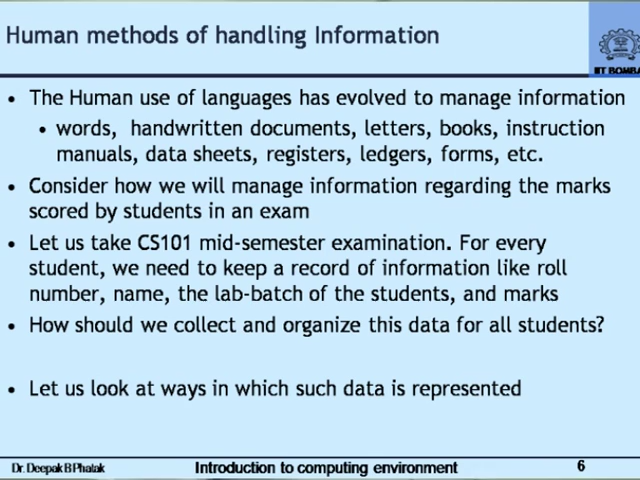 Human methods of handling Information
IIT BOMBA
• The Human use of languages has evolved to manage information
• words, handwritten documents, letters, books, instruction
manuals, data sheets, registers, ledgers, forms, etc.
• Consider how we will manage information regarding the marks
scored by students in an exam
• Let us take CS101 mid-semester examination. For every
student, we need to keep a record of information like roll
number, name, the lab-batch of the students, and marks
• How should we collect and organize this data for all students?
• Let us look at ways in which such data is represented
Dr. Deepak B Phatak Introduction to computing environment 6